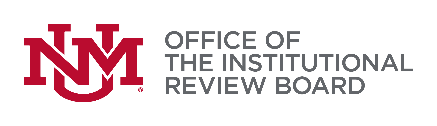 UNM
OFFICE OF
THE INSTITUTIONAL
REVIEW BOARD